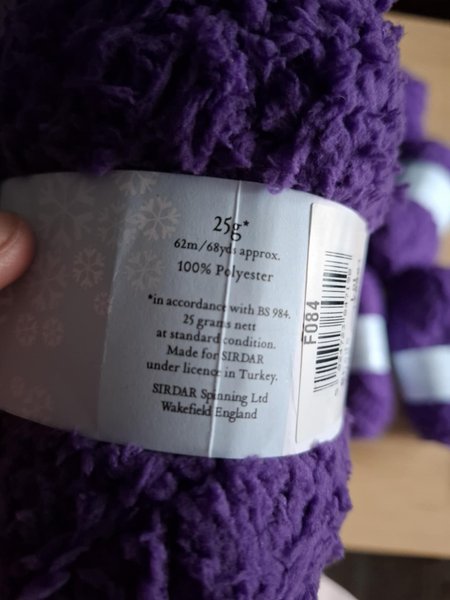 25g*
62m/68yds approx.
100% Polyester
*in accordance with BS 984.
25 grams nett
at standard condition.
Made for SIRDAR
under licence in Turkey.
SIRDAR Spinning Ltd
Wakefield England
F084